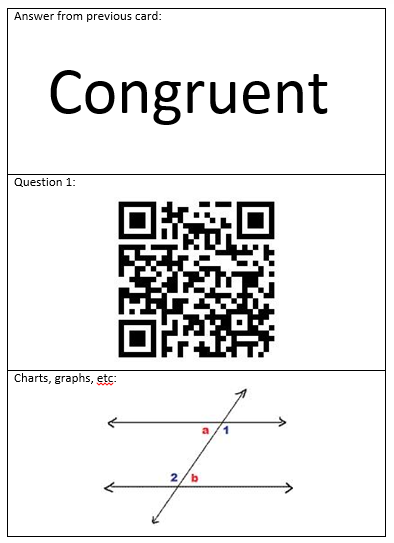 Answer from previous card:
Congruent
Question 1:
Charts, graphs, etc:
a 1
2 b